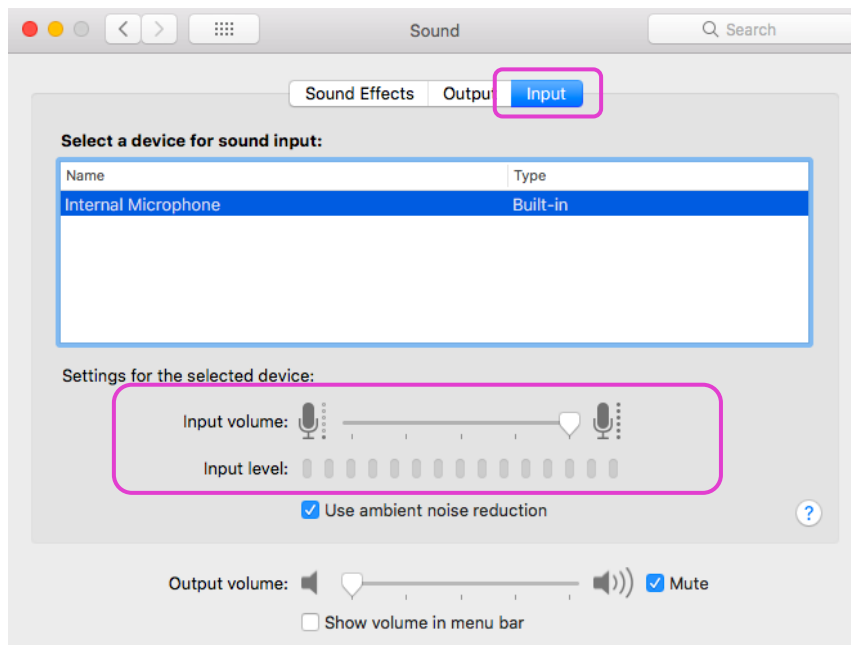 Sound
Search
Sound Effects Output Input
Select a device for sound input:
Name Type
Internal Microphone Built-in
Settings for the selected device:
Input volume:
Input level:
Use ambient noise reduction
?
Output volume: Mute
Show volume in menu bar